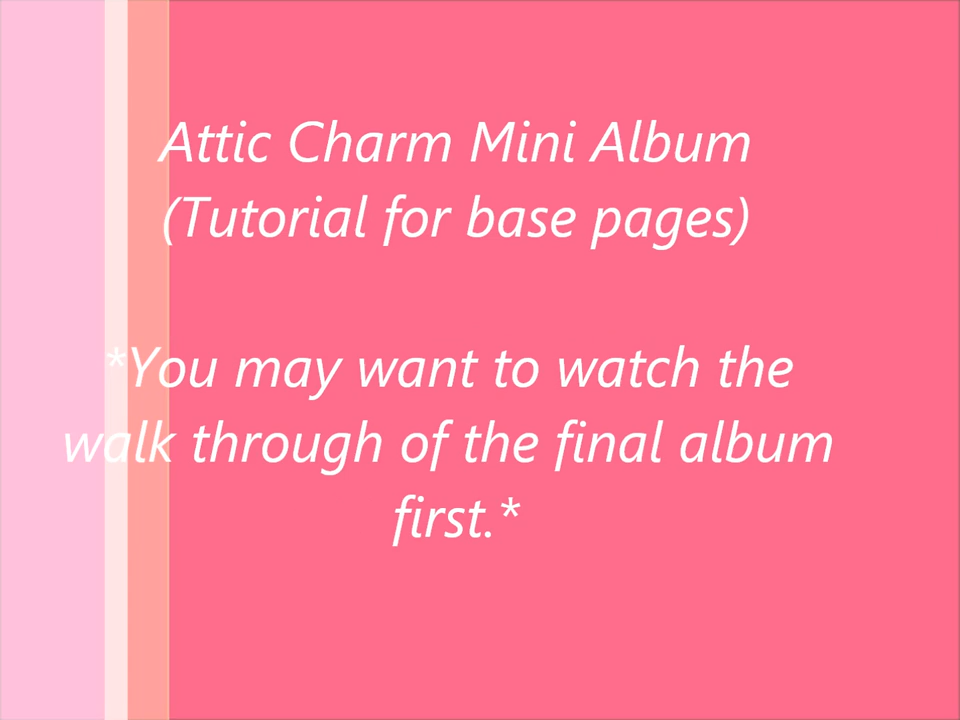 Attic Charm Mini Album
(Tutorial for base pages)
*You may want to watch the
walk through of the final album
first.*